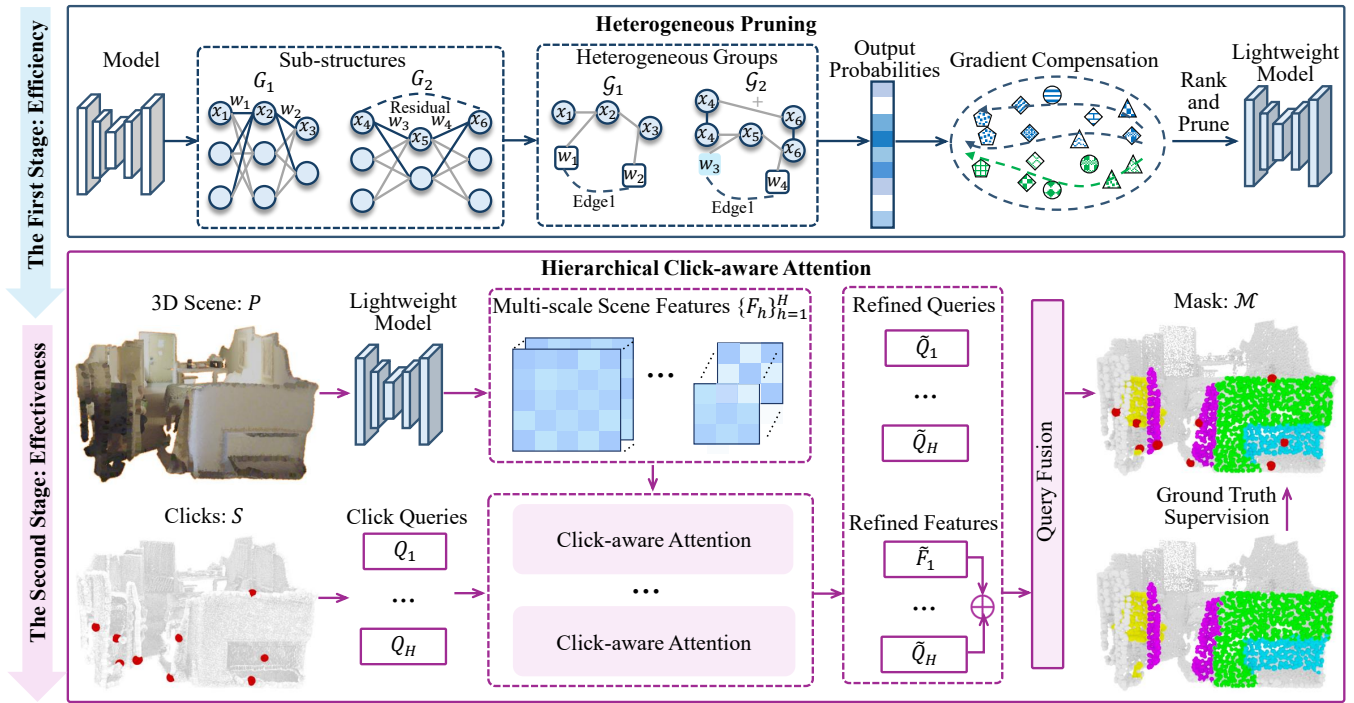 The First Stage: Efficiency
Heterogeneous Pruning
Model
Sub-structures
G₁
G₂
x₁
w₁
x₂
w₂
x₃
Residual
x₄
w₃
x₅
w₄
x₆
Heterogeneous Groups
𝒢₁
𝒢₂
x₁
x₂
x₃
w₁
w₂
Edge1
x₄
+
x₆
x₄
x₅
x₆
w₃
w₄
Edge1
Output
Probabilities
Gradient Compensation
Rank
and
Prune
Lightweight
Model
The Second Stage: Effectiveness
Hierarchical Click-aware Attention
3D Scene: P
Lightweight
Model
Multi-scale Scene Features {F_h}_{h=1}^H
...
Refined Queries
Q̃₁
...
Q̃_H
Query Fusion
Mask: ℳ
Clicks: S
Click Queries
Q₁
...
Q_H
Click-aware Attention
...
Click-aware Attention
Refined Features
F̃₁
...
Q̃_H
Ground Truth
Supervision